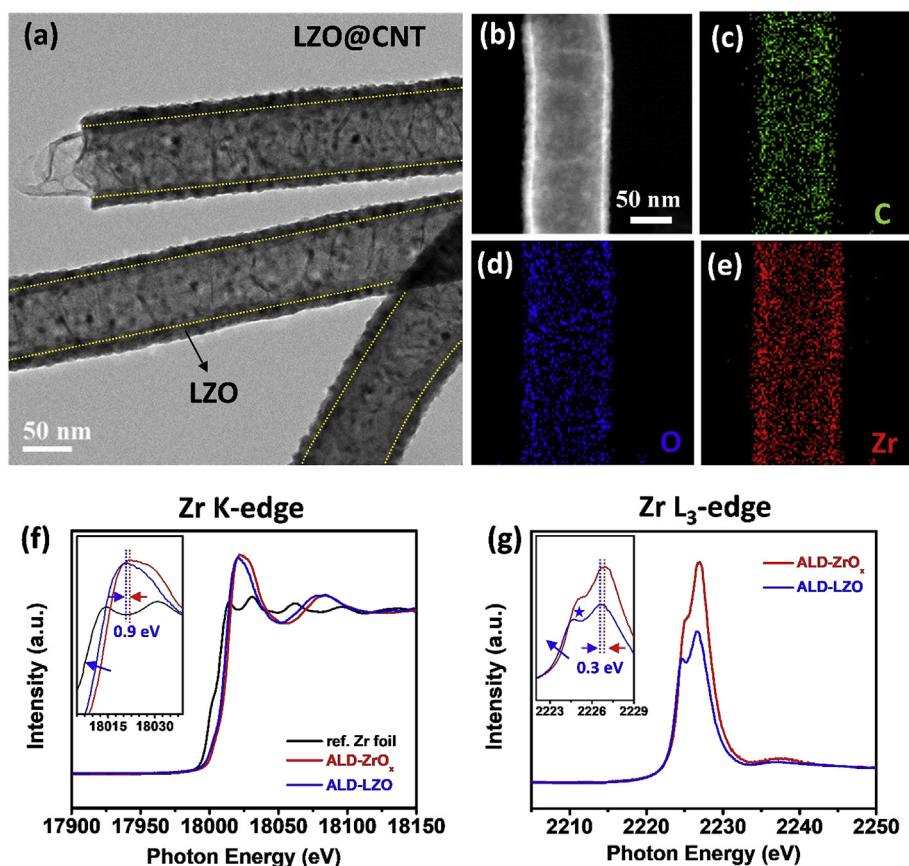 (a)
LZO@CNT
LZO
50 nm
(b)
50 nm
(c)
C
(d)
O
(e)
Zr
Zr K-edge
(f)
0.9 eV
18015 18030
ref. Zr foil
ALD-ZrOₓ
ALD-LZO
Intensity (a.u.)
17900 17950 18000 18050 18100 18150
Photon Energy (eV)
Zr L₃-edge
(g)
★
0.3 eV
2223 2226 2229
ALD-ZrOₓ
ALD-LZO
Intensity (a.u.)
2210 2220 2230 2240 2250
Photon Energy (eV)